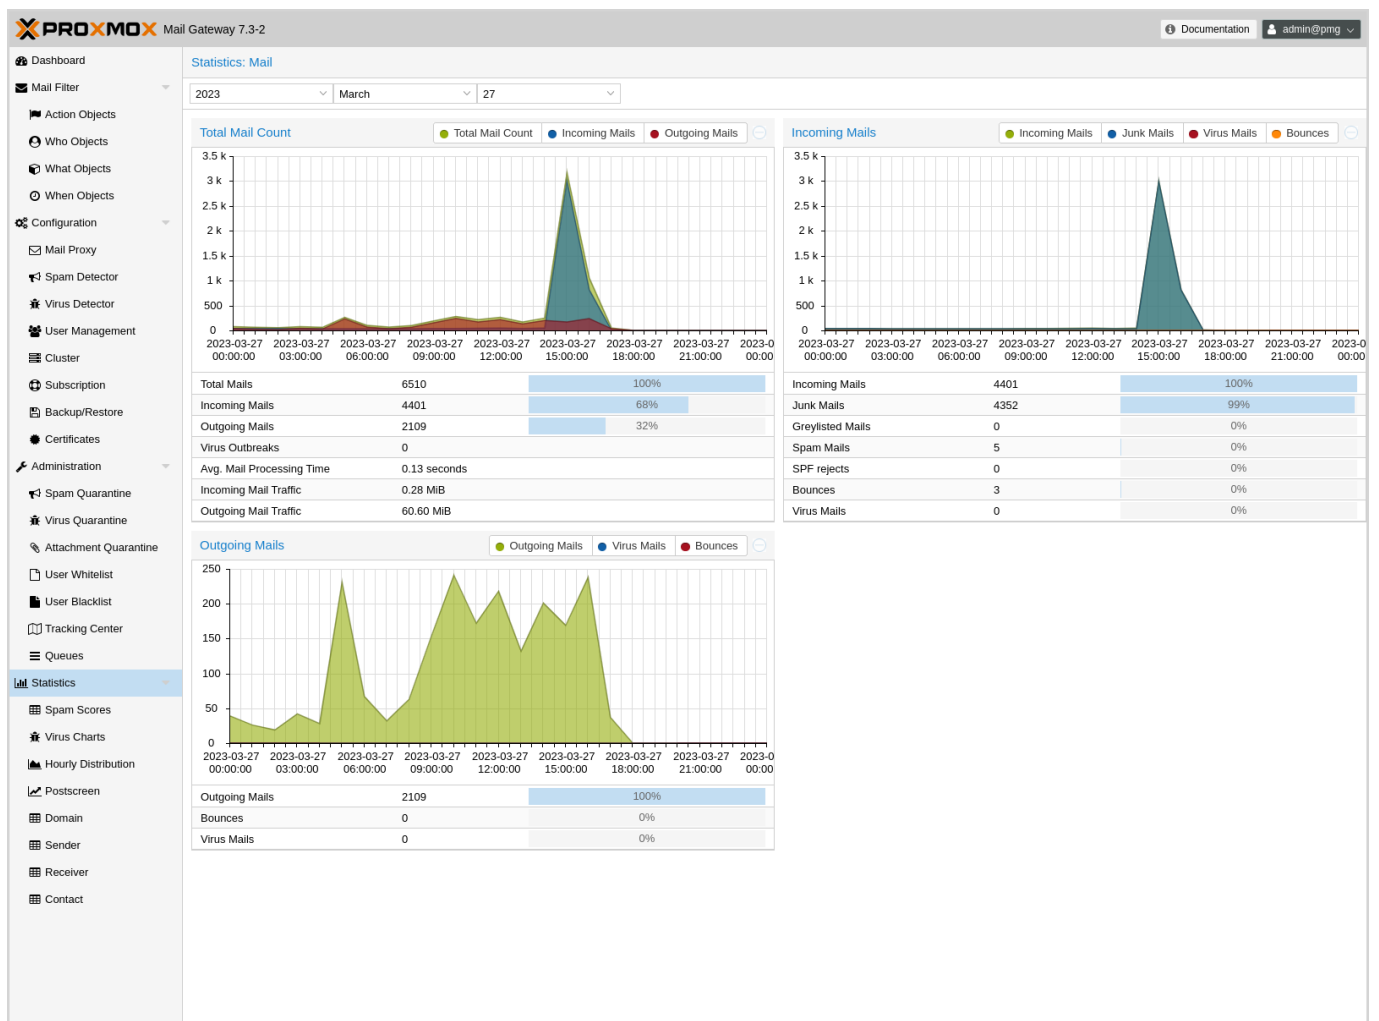 PROXMOX Mail Gateway 7.3-2
Documentation
admin@pmg
Dashboard
Mail Filter
Action Objects
Who Objects
What Objects
When Objects
Configuration
Mail Proxy
Spam Detector
Virus Detector
User Management
Cluster
Subscription
Backup/Restore
Certificates
Administration
Spam Quarantine
Virus Quarantine
Attachment Quarantine
User Whitelist
User Blacklist
Tracking Center
Queues
Statistics
Spam Scores
Virus Charts
Hourly Distribution
Postscreen
Domain
Sender
Receiver
Contact
Statistics: Mail
2023 March 27
Total Mail Count
Total Mail Count Incoming Mails Outgoing Mails
3.5 k
3 k
2.5 k
2 k
1.5 k
1 k
500
0
2023-03-27 2023-03-27 2023-03-27 2023-03-27 2023-03-27 2023-03-27 2023-03-27 2023-03-27 2023-0
00:00:00 03:00:00 06:00:00 09:00:00 12:00:00 15:00:00 18:00:00 21:00:00 00:0
Total Mails 6510 100%
Incoming Mails 4401 68%
Outgoing Mails 2109 32%
Virus Outbreaks 0
Avg. Mail Processing Time 0.13 seconds
Incoming Mail Traffic 0.28 MiB
Outgoing Mail Traffic 60.60 MiB
Incoming Mails
Incoming Mails Junk Mails Virus Mails Bounces
3.5 k
3 k
2.5 k
2 k
1.5 k
1 k
500
0
2023-03-27 2023-03-27 2023-03-27 2023-03-27 2023-03-27 2023-03-27 2023-03-27 2023-03-27 2023-0
00:00:00 03:00:00 06:00:00 09:00:00 12:00:00 15:00:00 18:00:00 21:00:00 00:00
Incoming Mails 4401 100%
Junk Mails 4352 99%
Greylisted Mails 0 0%
Spam Mails 5 0%
SPF rejects 0 0%
Bounces 3 0%
Virus Mails 0 0%
Outgoing Mails
Outgoing Mails Virus Mails Bounces
250
200
150
100
50
0
2023-03-27 2023-03-27 2023-03-27 2023-03-27 2023-03-27 2023-03-27 2023-03-27 2023-03-27 2023-0
00:00:00 03:00:00 06:00:00 09:00:00 12:00:00 15:00:00 18:00:00 21:00:00 00:0
Outgoing Mails 2109 100%
Bounces 0 0%
Virus Mails 0 0%